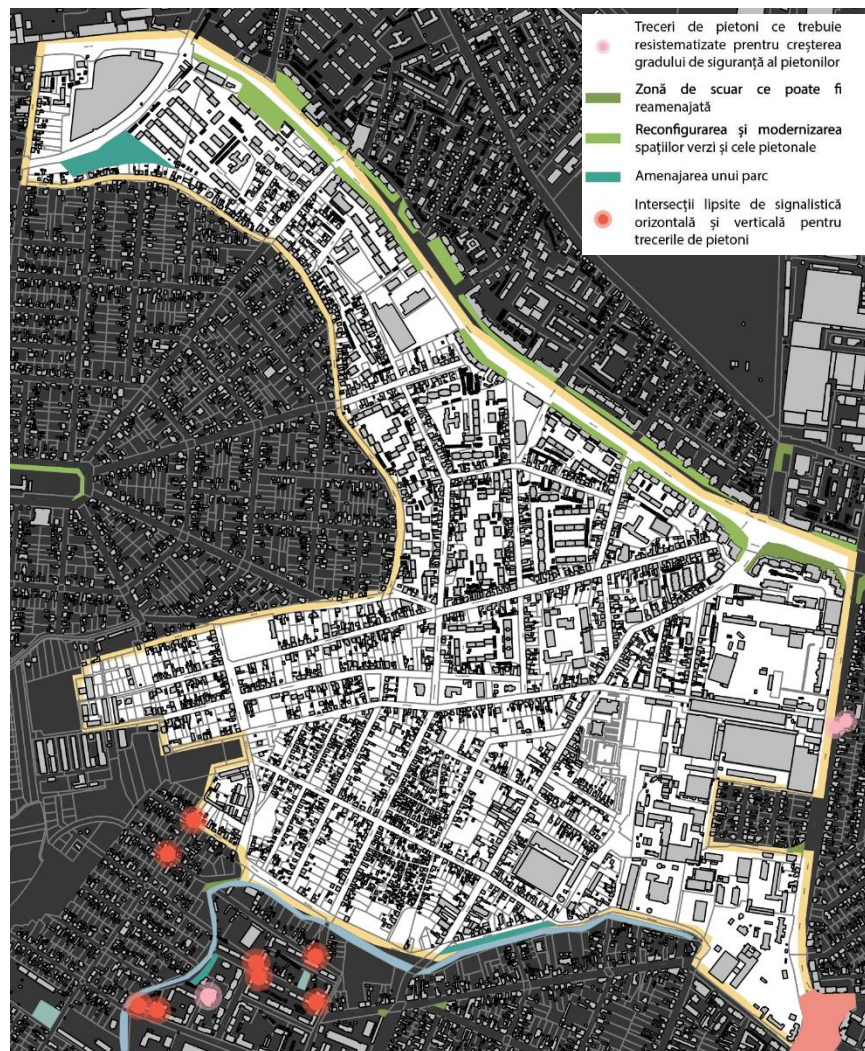 Treceri de pietoni ce trebuie
resistematizate prentru creșterea
gradului de siguranță al pietonilor
Zonă de scuar ce poate fi
reamenajată
Reconfigurarea și modernizarea
spațiilor verzi și cele pietonale
Amenajarea unui parc
Intersecții lipsite de signalistică
orizontală și verticală pentru
trecerile de pietoni